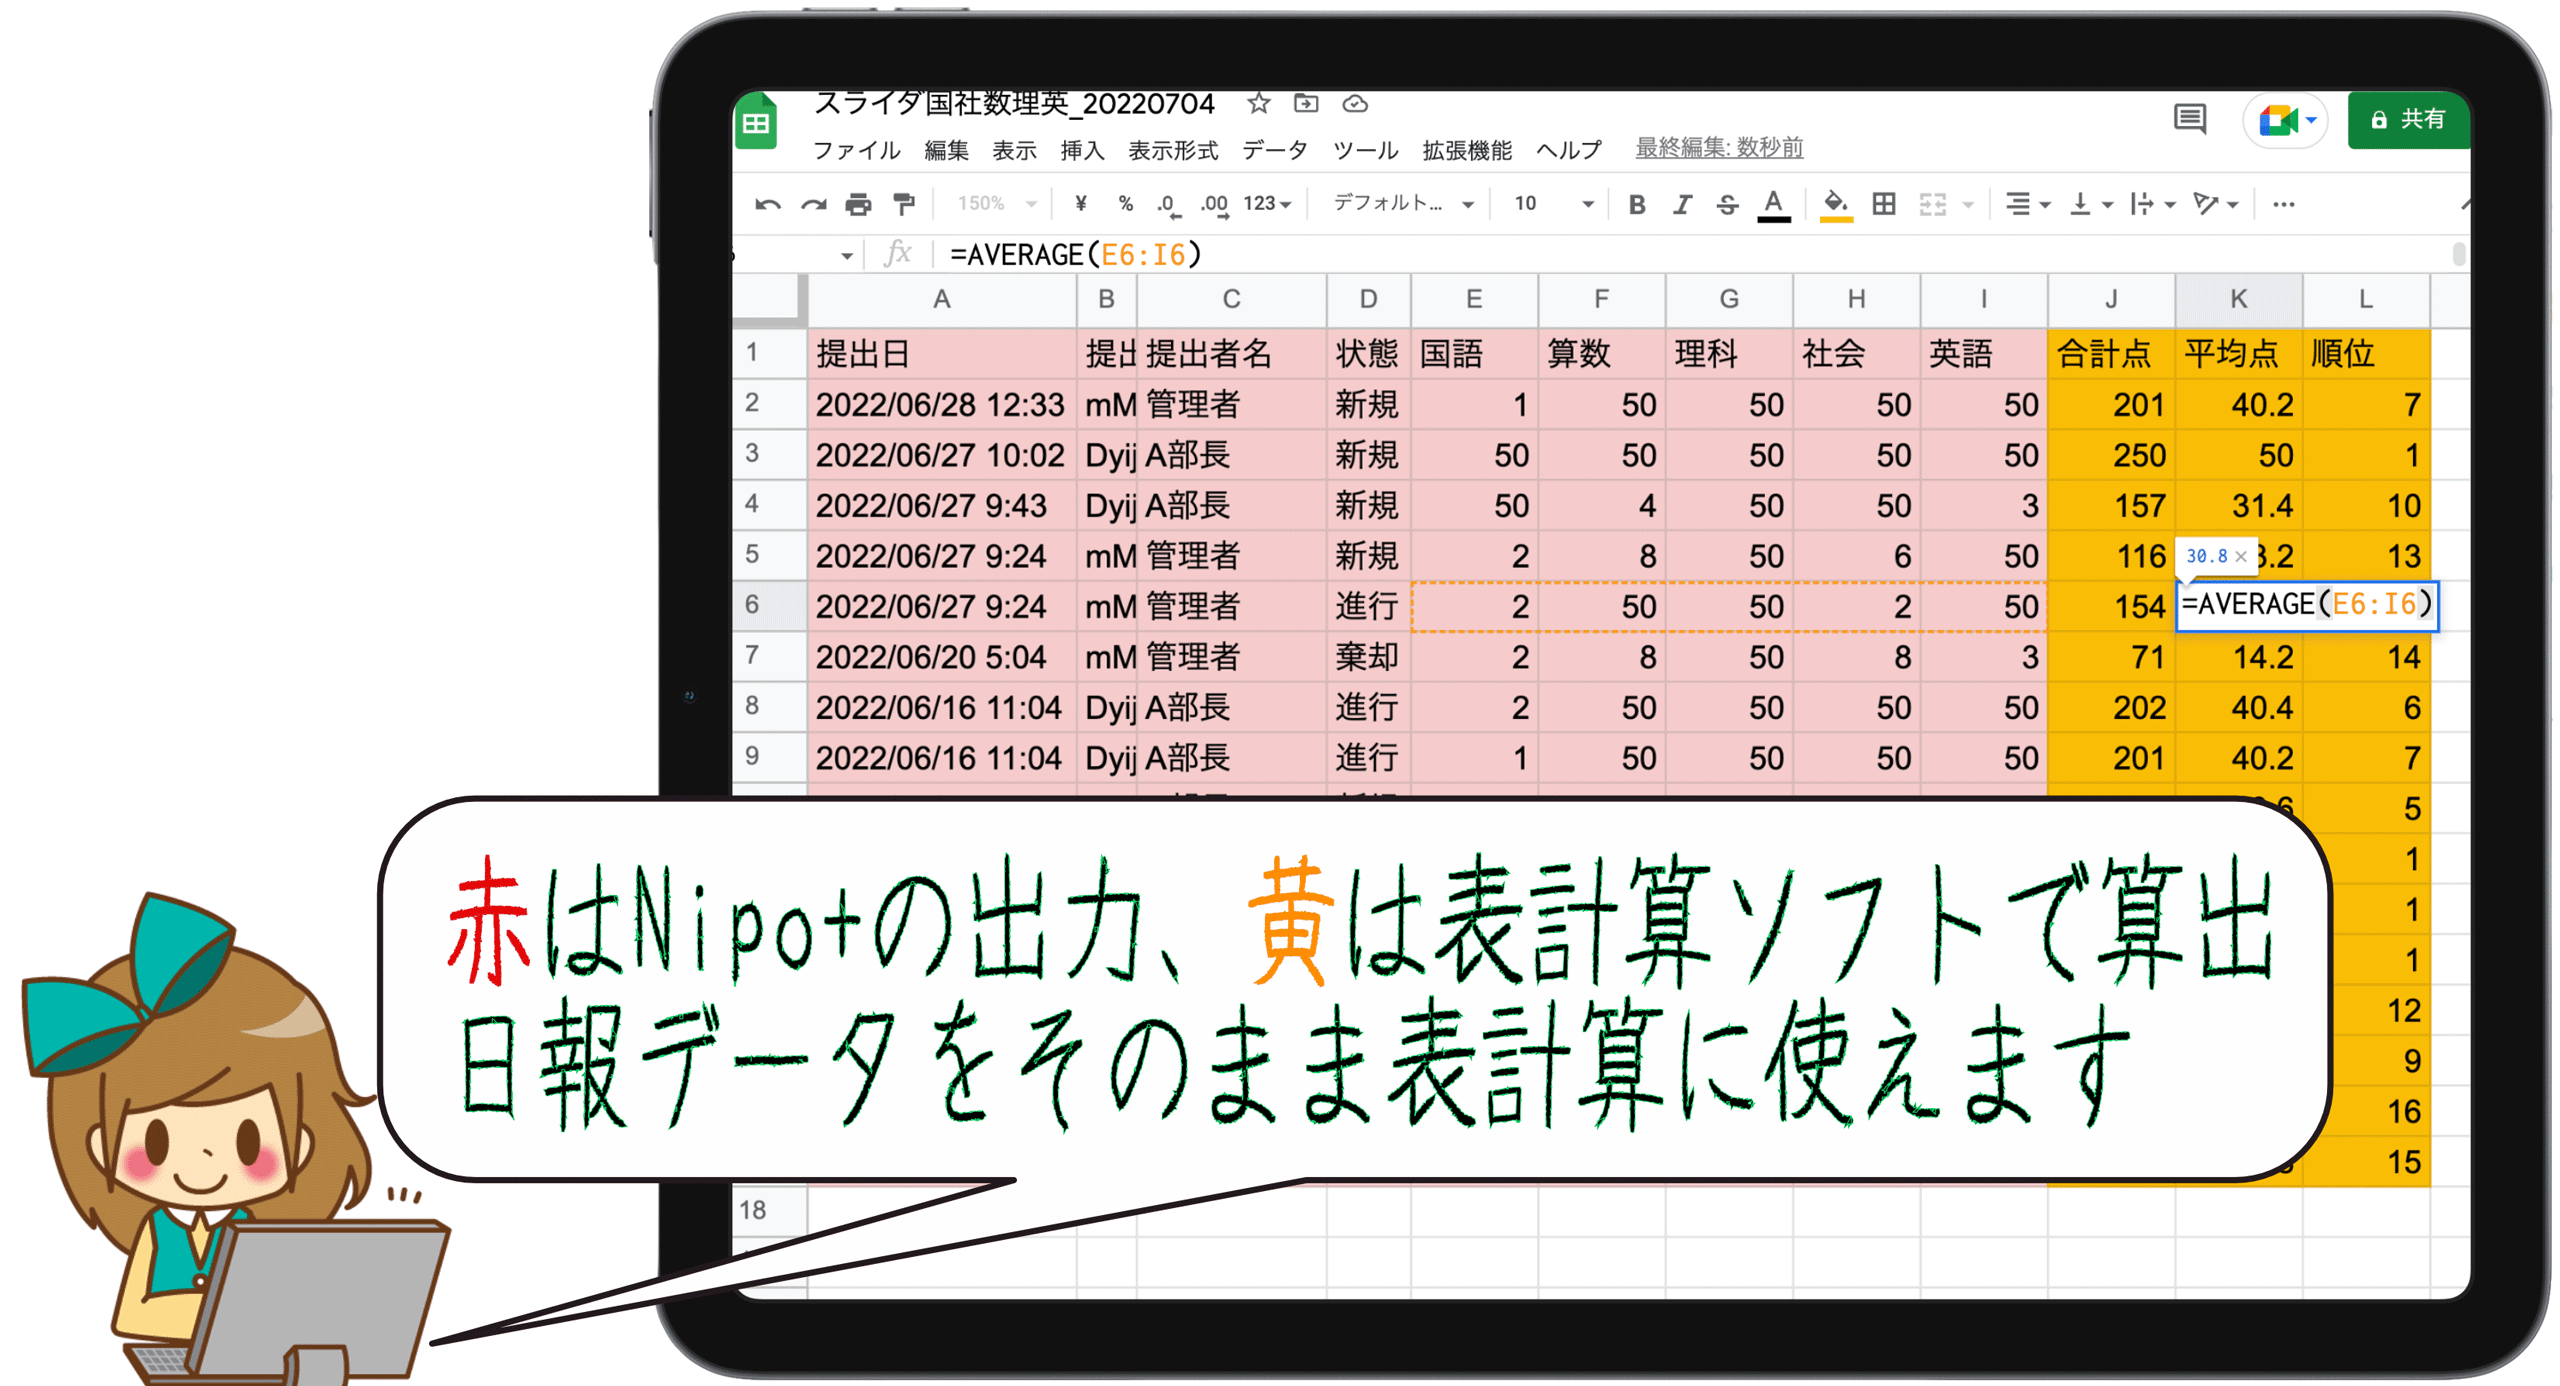 スライダ国社数理英_20220704
共有
ファイル 編集 表示 挿入 表示形式 データ ツール 拡張機能 ヘルプ 最終編集: 数秒前
150% ¥ % .0 .00 123 デフォルト... 10 B I S A ...
fx =AVERAGE(E6:I6)
A B C D E F G H I J K L
1 提出日 提出 提出者名 状態 国語 算数 理科 社会 英語 合計点 平均点 順位
2 2022/06/28 12:33 mM 管理者 新規 1 50 50 50 50 201 40.2 7
3 2022/06/27 10:02 Dyij A部長 新規 50 50 50 50 50 250 50 1
4 2022/06/27 9:43 Dyij A部長 新規 50 4 50 50 3 157 31.4 10
5 2022/06/27 9:24 mM 管理者 新規 2 8 50 6 50 116 30.8 × 3.2 13
6 2022/06/27 9:24 mM 管理者 進行 2 50 50 2 50 154 =AVERAGE(E6:I6)
7 2022/06/20 5:04 mM 管理者 棄却 2 8 50 8 3 71 14.2 14
8 2022/06/16 11:04 Dyij A部長 進行 2 50 50 50 50 202 40.4 6
9 2022/06/16 11:04 Dyij A部長 進行 1 50 50 50 50 201 40.2 7
5
1
1
1
12
9
16
15
18
赤はNipoの出力、黄は表計算ソフトで算出
日報データをそのまま表計算に使えます